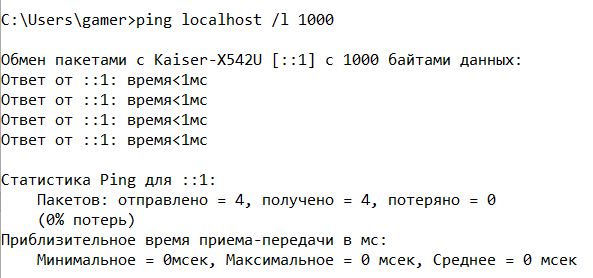 C:\Users\gamer>ping localhost /l 1000
Обмен пакетами с Kaiser-X542U [::1] с 1000 байтами данных:
Ответ от ::1: время<1мс
Ответ от ::1: время<1мс
Ответ от ::1: время<1мс
Ответ от ::1: время<1мс
Статистика Ping для ::1:
Пакетов: отправлено = 4, получено = 4, потеряно = 0
(0% потерь)
Приблизительное время приема-передачи в мс:
Минимальное = 0мсек, Максимальное = 0 мсек, Среднее = 0 мсек